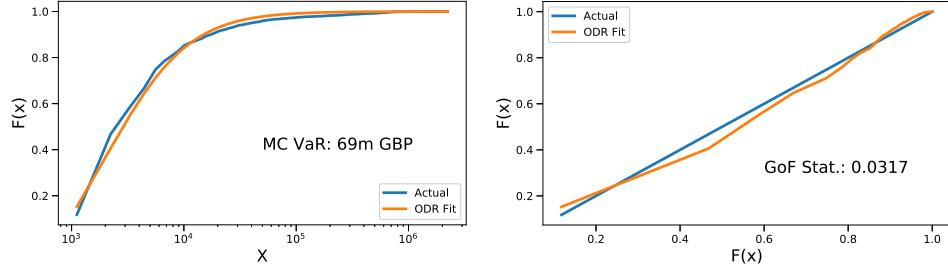 1.0
0.8
0.6
0.4
0.2
F(x)
MC VaR: 69m GBP
Actual
ODR Fit
10³
10⁴
10⁵
10⁶
X
Actual
ODR Fit
1.0
0.8
0.6
0.4
0.2
F(x)
GoF Stat.: 0.0317
0.2
0.4
0.6
0.8
1.0
F(x)